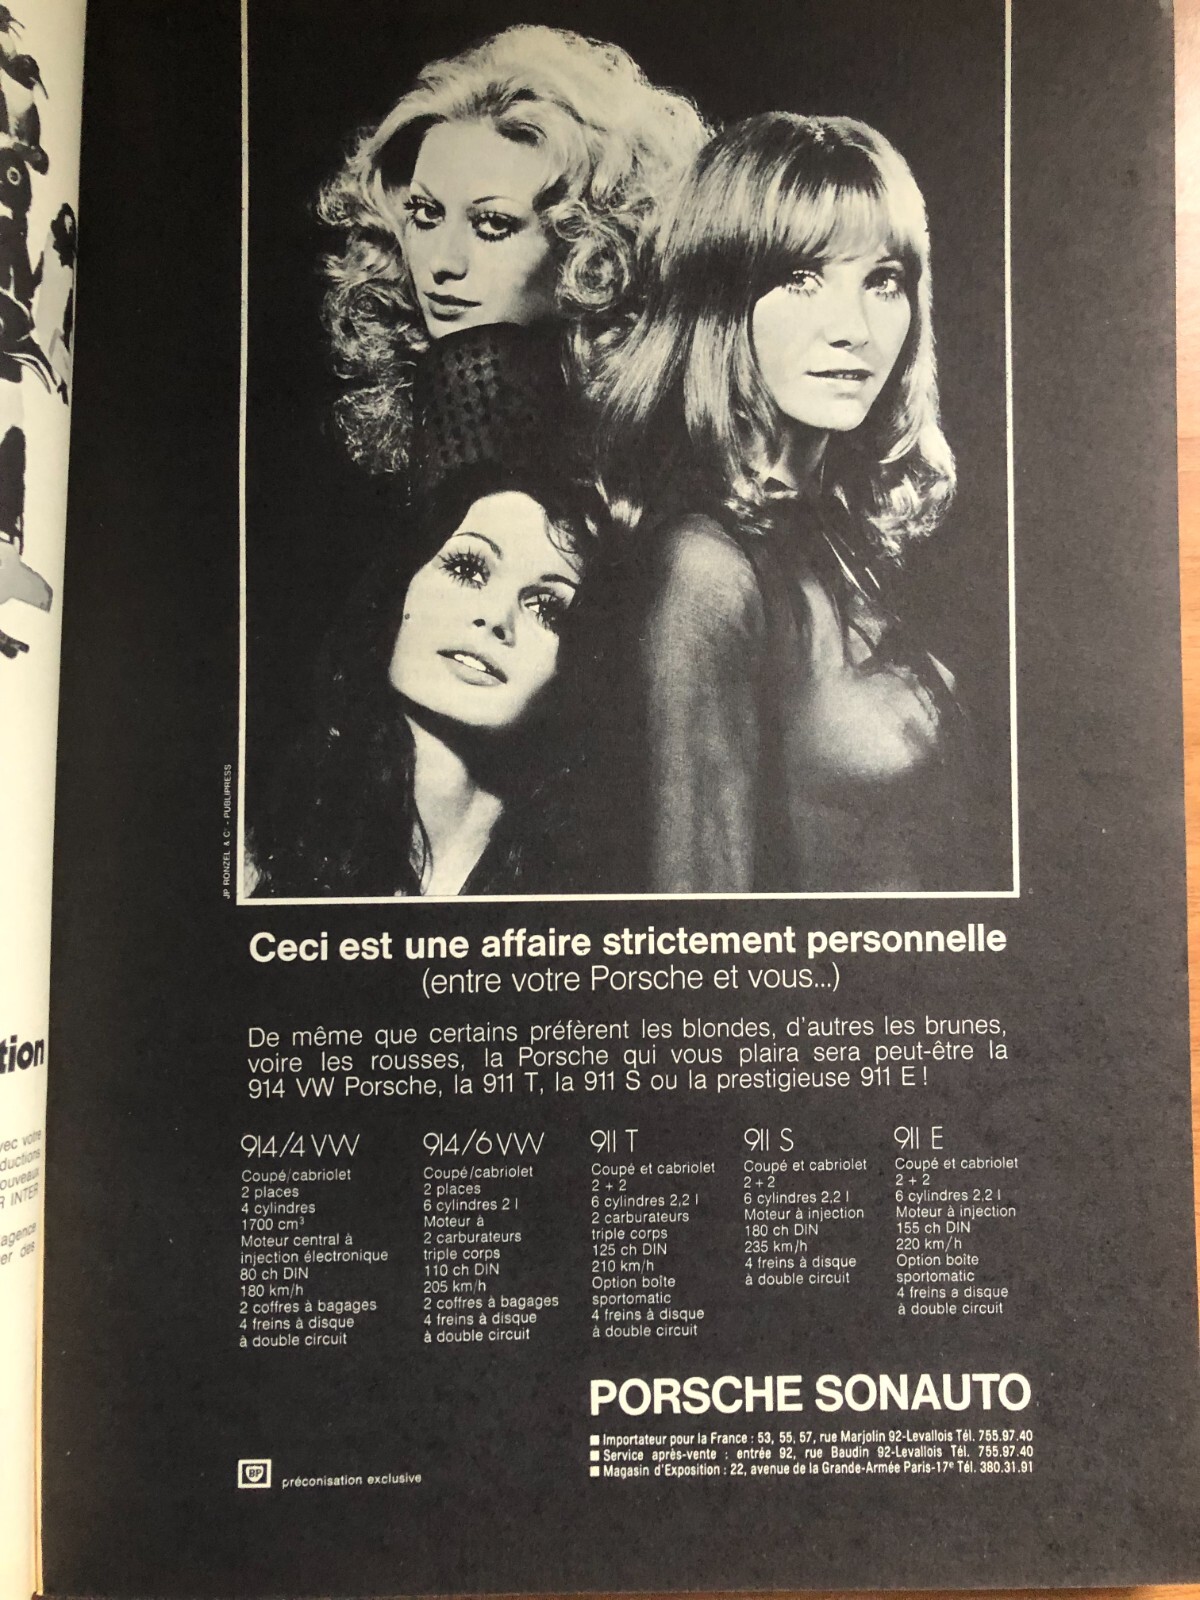 JP RONZEL & Cie - PUBLIPRESS
Ceci est une affaire strictement personnelle
(entre votre Porsche et vous...)
De même que certains préfèrent les blondes, d'autres les brunes,
voire les rousses, la Porsche qui vous plaira sera peut-être la
914 VW Porsche, la 911 T, la 911 S ou la prestigieuse 911 E !
914/4 VW
Coupé/cabriolet
2 places
4 cylindres
1700 cm³
Moteur central à
injection électronique
80 ch DIN
180 km/h
2 coffres à bagages
4 freins à disque
à double circuit
914/6 VW
Coupé/cabriolet
2 places
6 cylindres 2 l
Moteur à
2 carburateurs
triple corps
110 ch DIN
205 km/h
2 coffres à bagages
4 freins à disque
à double circuit
911 T
Coupé et cabriolet
2 + 2
6 cylindres 2,2 l
2 carburateurs
triple corps
125 ch DIN
210 km/h
Option boîte
sportomatic
4 freins à disque
à double circuit
911 S
Coupé et cabriolet
2 + 2
6 cylindres 2,2 l
Moteur à injection
180 ch DIN
235 km/h
4 freins à disque
à double circuit
911 E
Coupé et cabriolet
2 + 2
6 cylindres 2,2 l
Moteur à injection
155 ch DIN
220 km/h
Option boîte
sportomatic
4 freins a disque
à double circuit
PORSCHE SONAUTO
■ Importateur pour la France : 53, 55, 57, rue Marjolin 92-Levallois Tél. 755.97.40
■ Service après-vente : entrée 92, rue Baudin 92-Levallois Tél. 755.97.40
■ Magasin d'Exposition : 22, avenue de la Grande-Armée Paris-17e Tél. 380.31.91
BP préconisation exclusive
tion
vec votre
ductions
ouveaux
R INTER
agence
er des